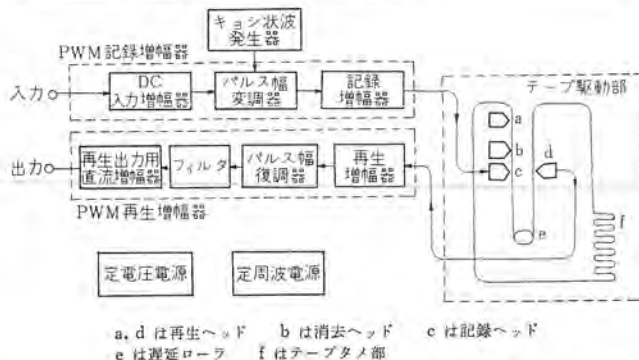 キョシ状波
発生器
PWM記録増幅器
入力
DC
入力増幅器
パルス幅
変調器
記録
増幅器
テープ駆動部
a
b
c
d
e
f
出力
再生出力用
直流増幅器
フィルタ
パルス幅
復調器
再生
増幅器
PWM再生増幅器
定電圧電源
定周波電源
a, d は再生ヘッド b は消去ヘッド c は記録ヘッド
e は遅延ローラ f はテープタメ部